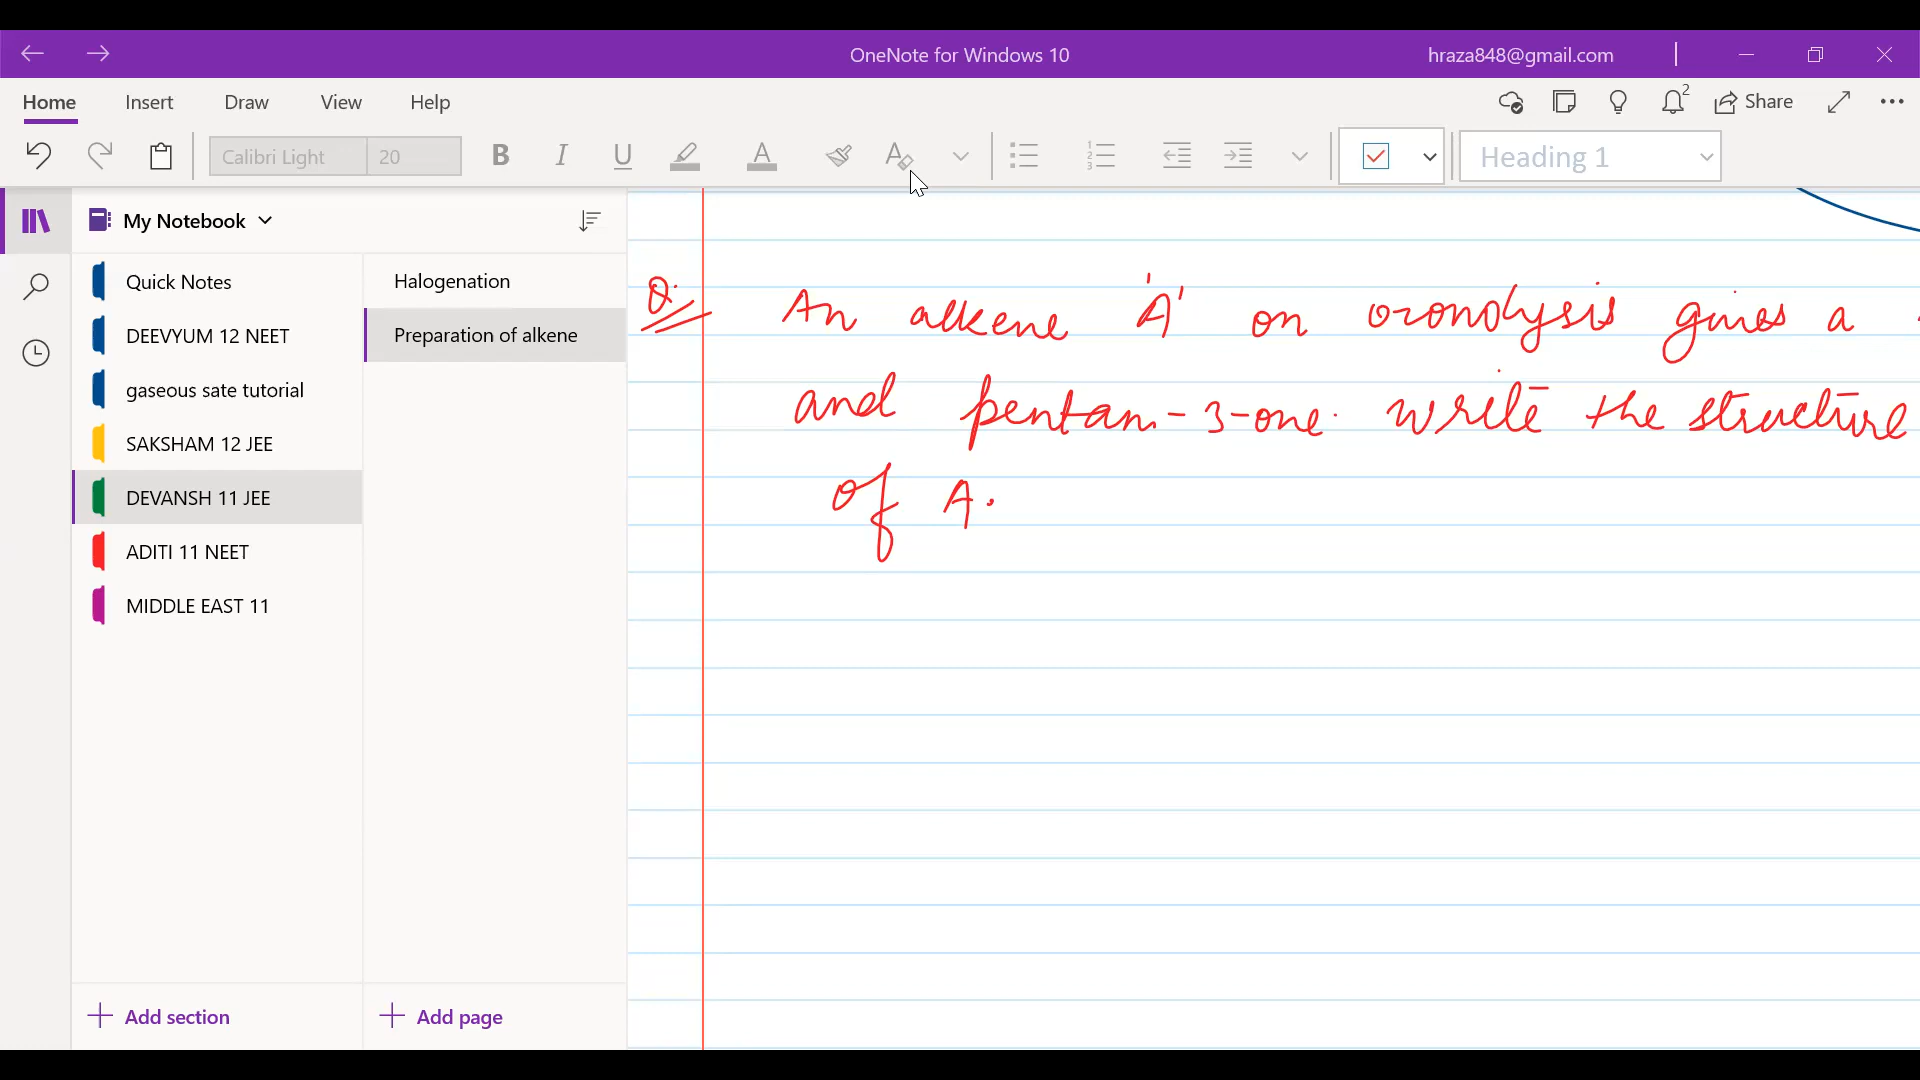 OneNote for Windows 10
hraza848@gmail.com
Home Insert Draw View Help
2
Share
Calibri Light 20 B I U A A
Heading 1
My Notebook
Quick Notes
DEEVYUM 12 NEET
gaseous sate tutorial
SAKSHAM 12 JEE
DEVANSH 11 JEE
ADITI 11 NEET
MIDDLE EAST 11
Add section
Halogenation
Preparation of alkene
Add page
Q. An alkene 'A' on ozonolysis gives a
and pentan-3-one. write the structure
of A.